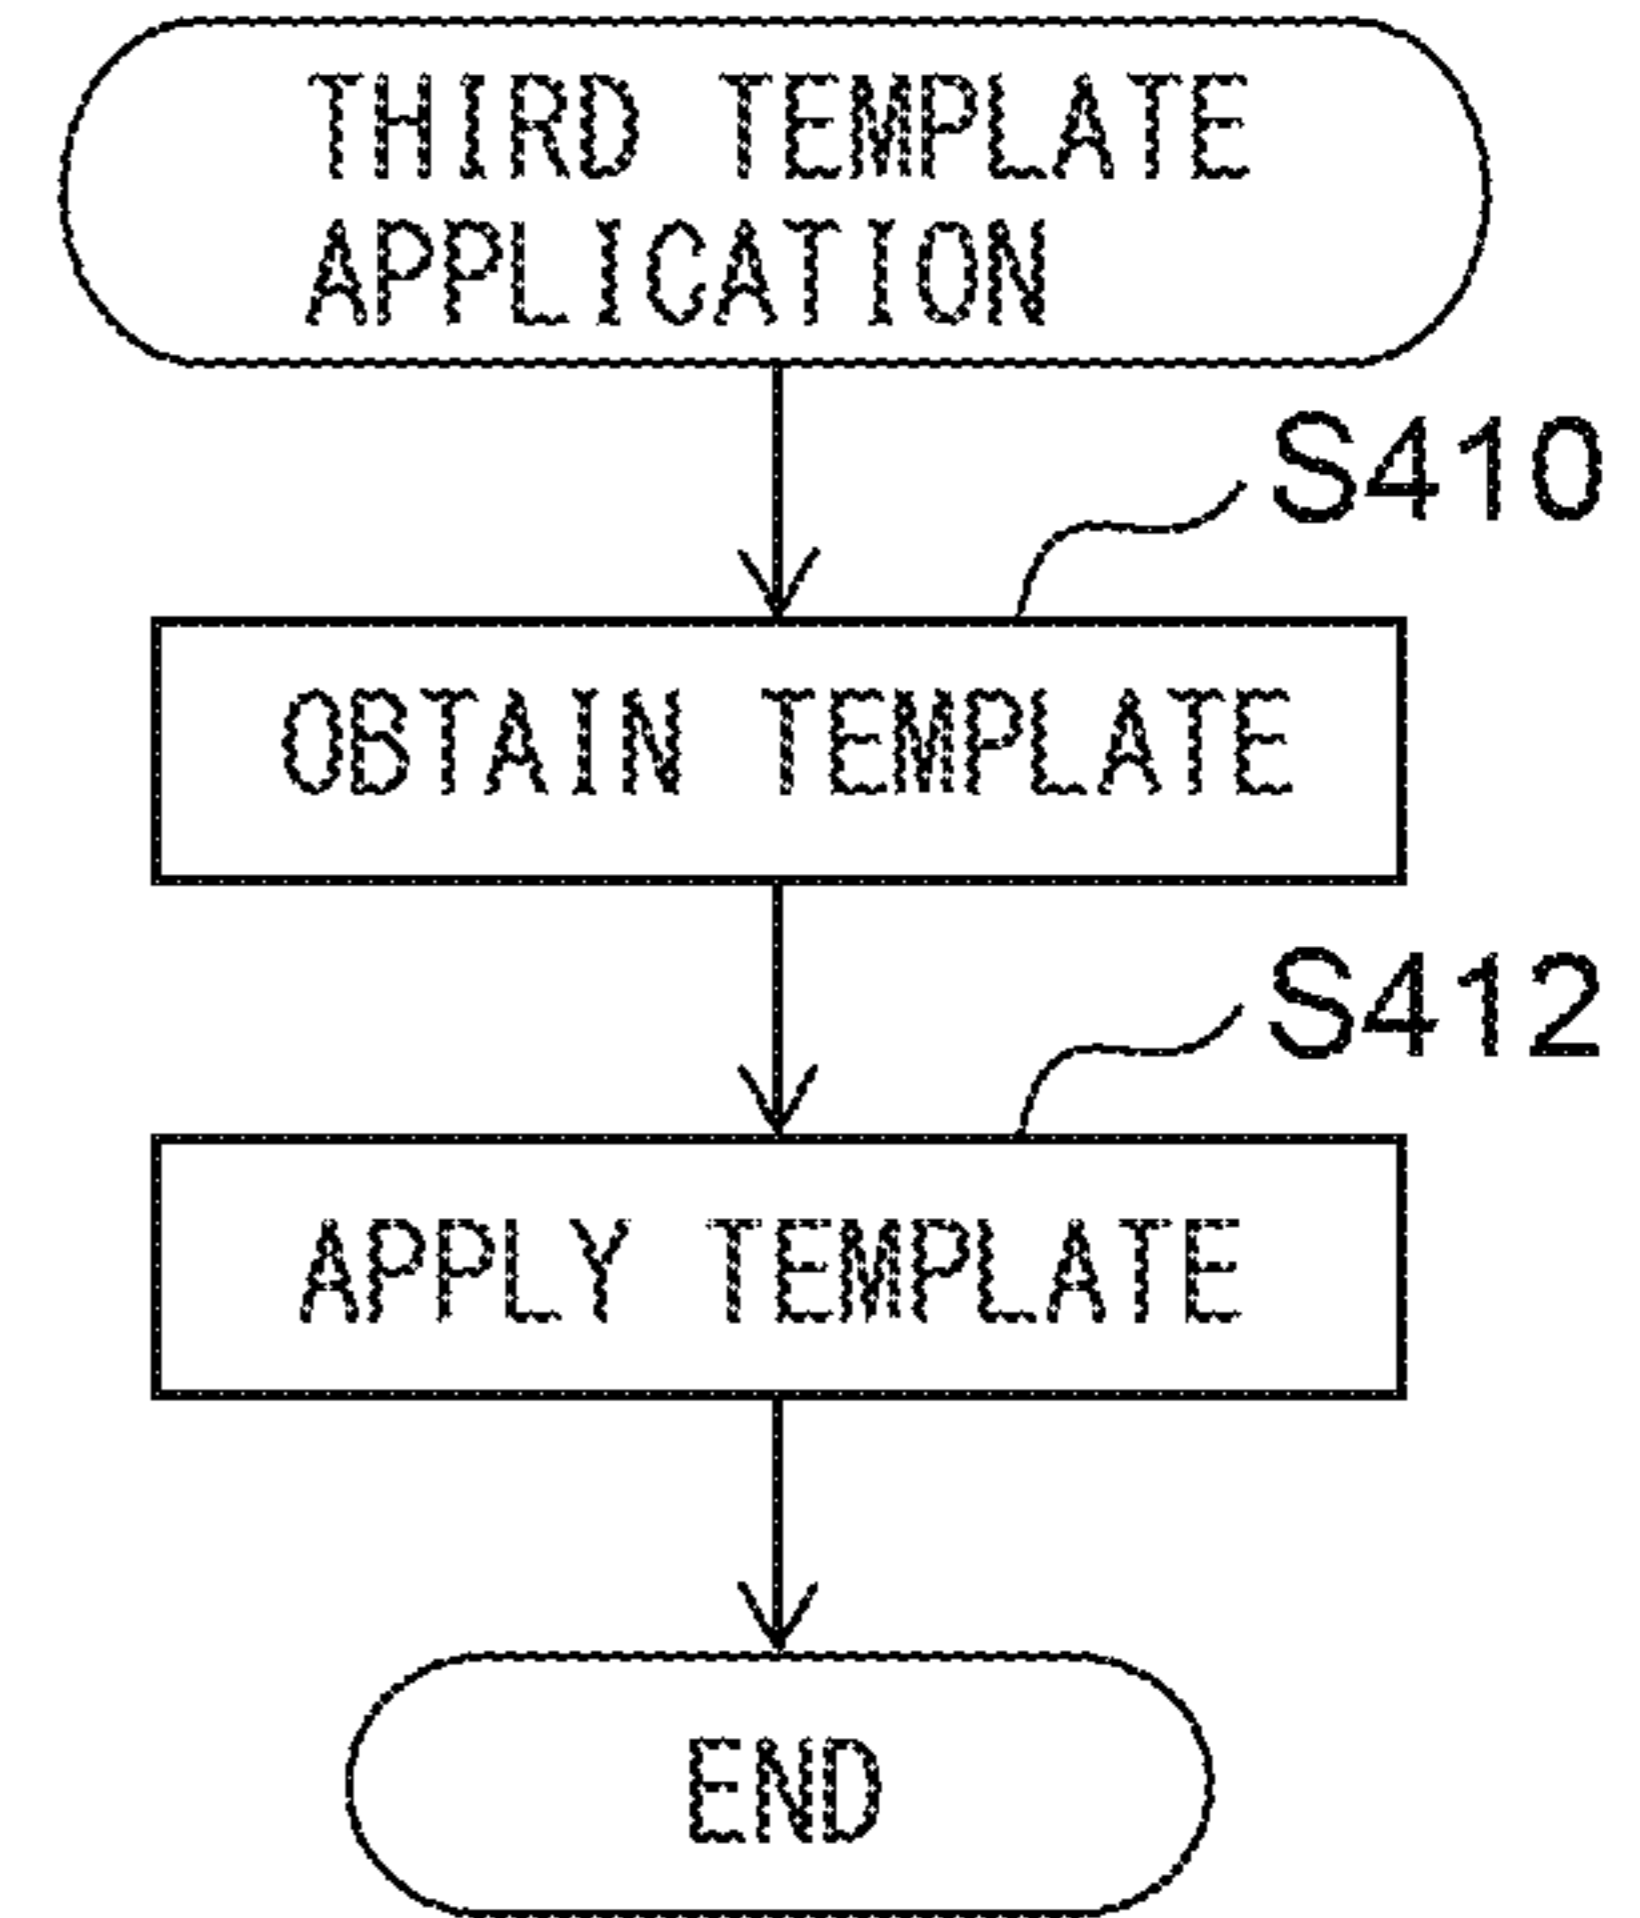 THIRD TEMPLATE
APPLICATION
S410
OBTAIN TEMPLATE
S412
APPLY TEMPLATE
END